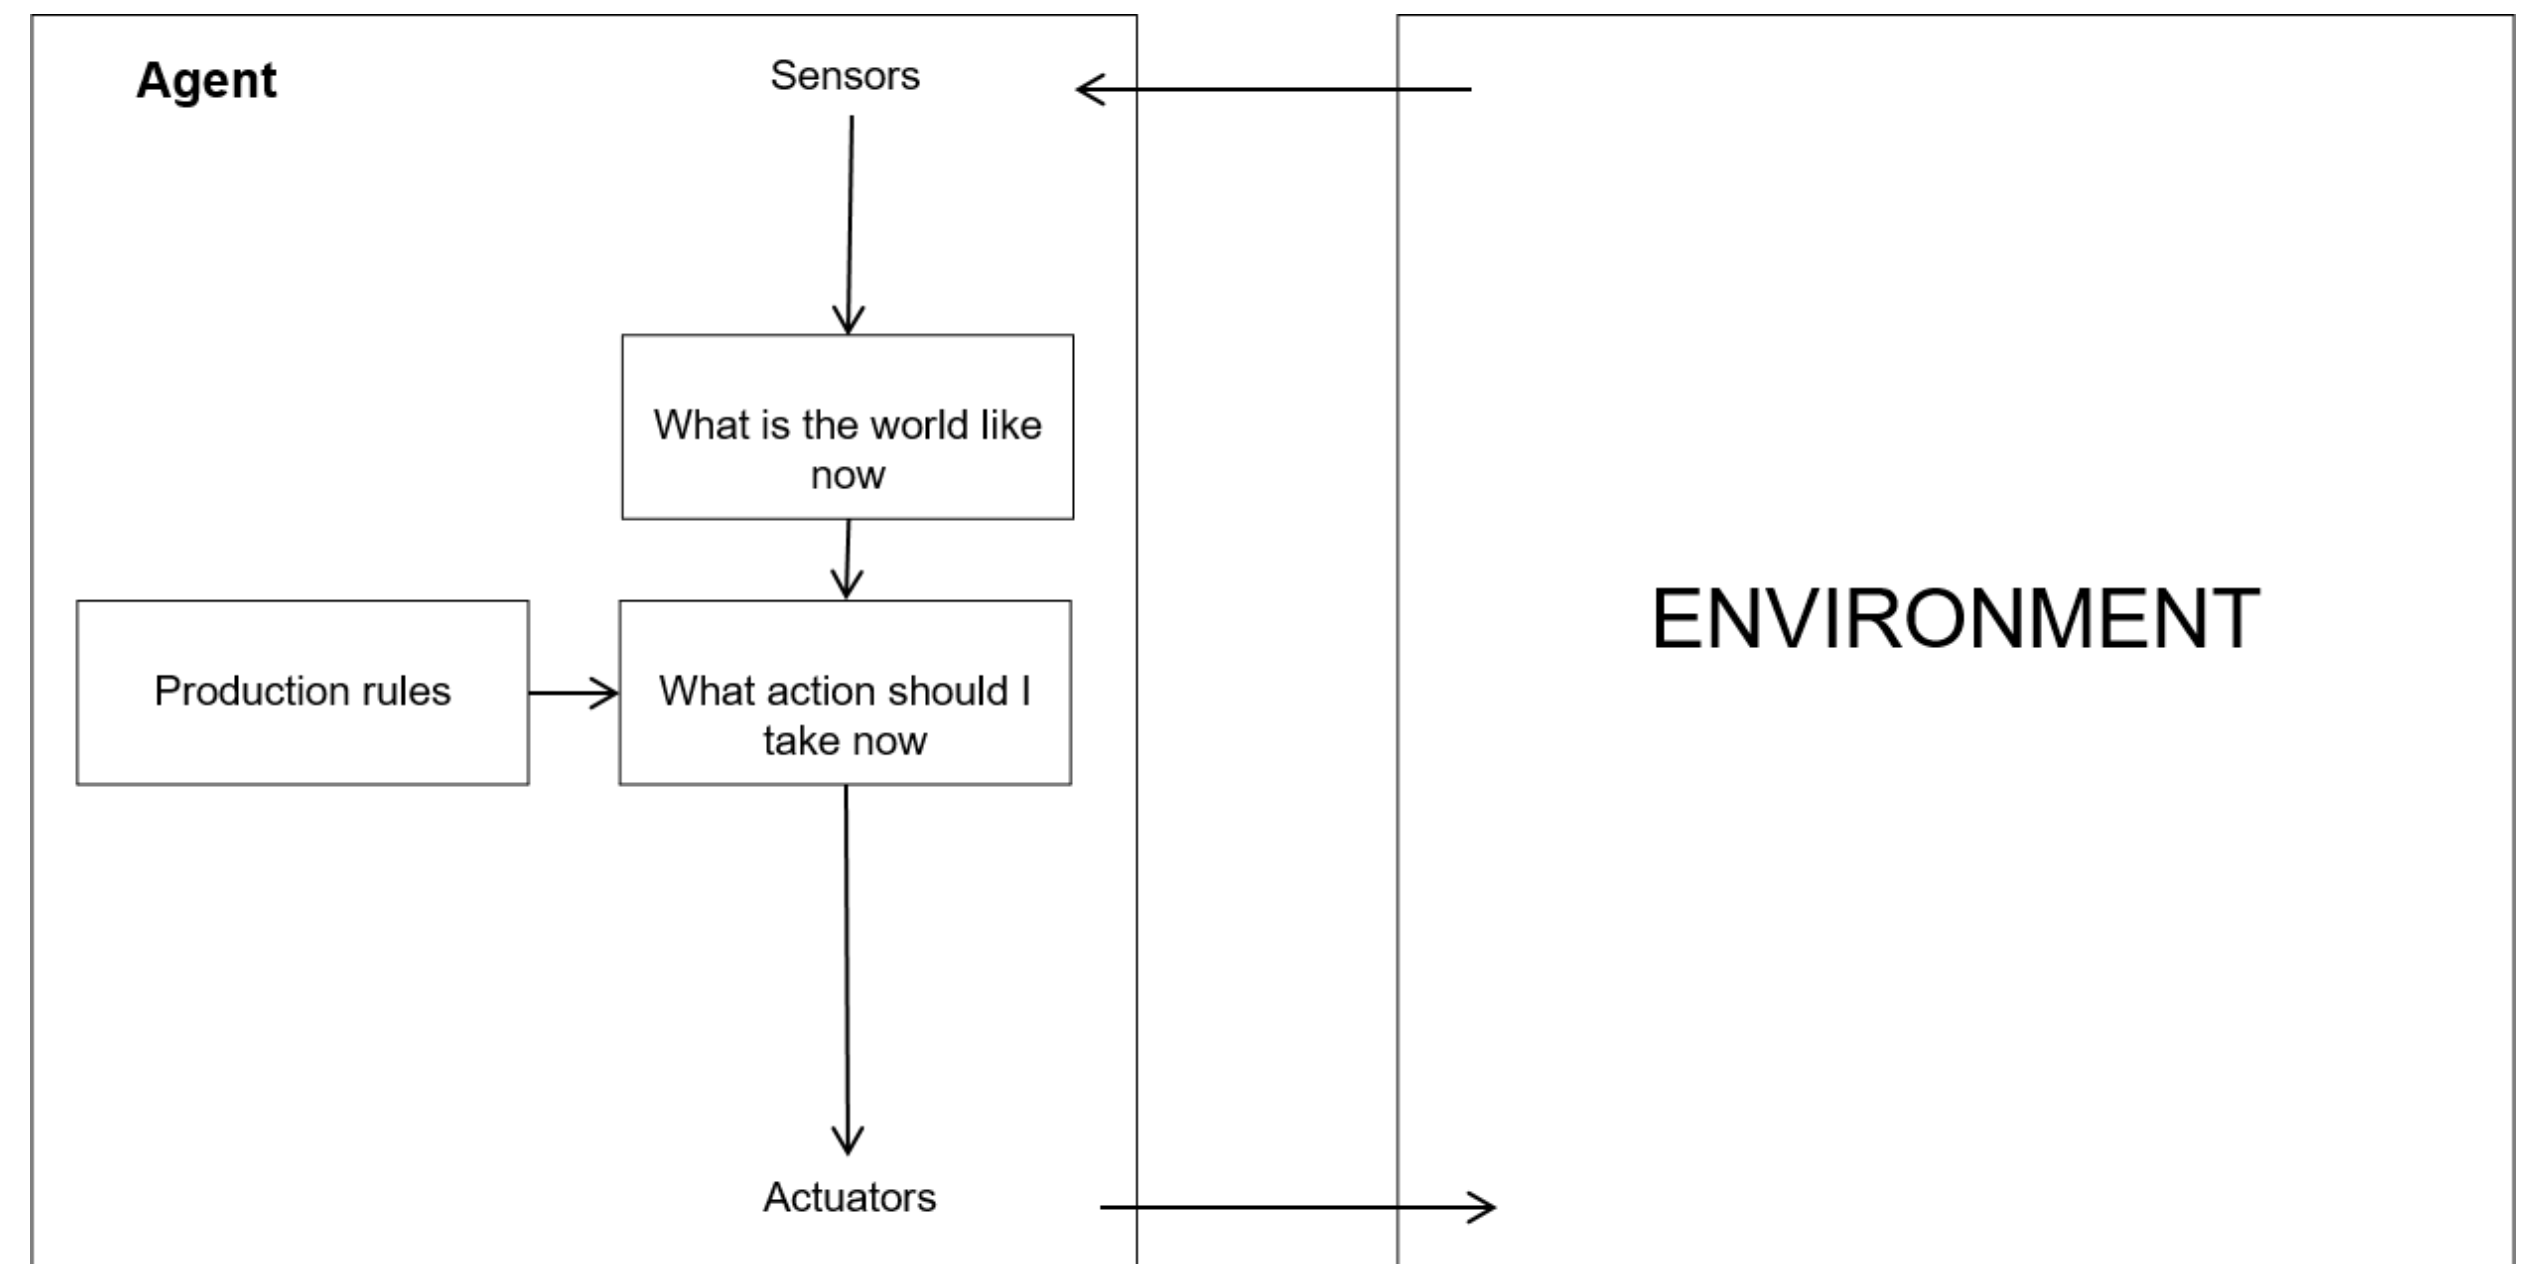 Agent
Sensors
What is the world like
now
Production rules
What action should I
take now
ENVIRONMENT
Actuators